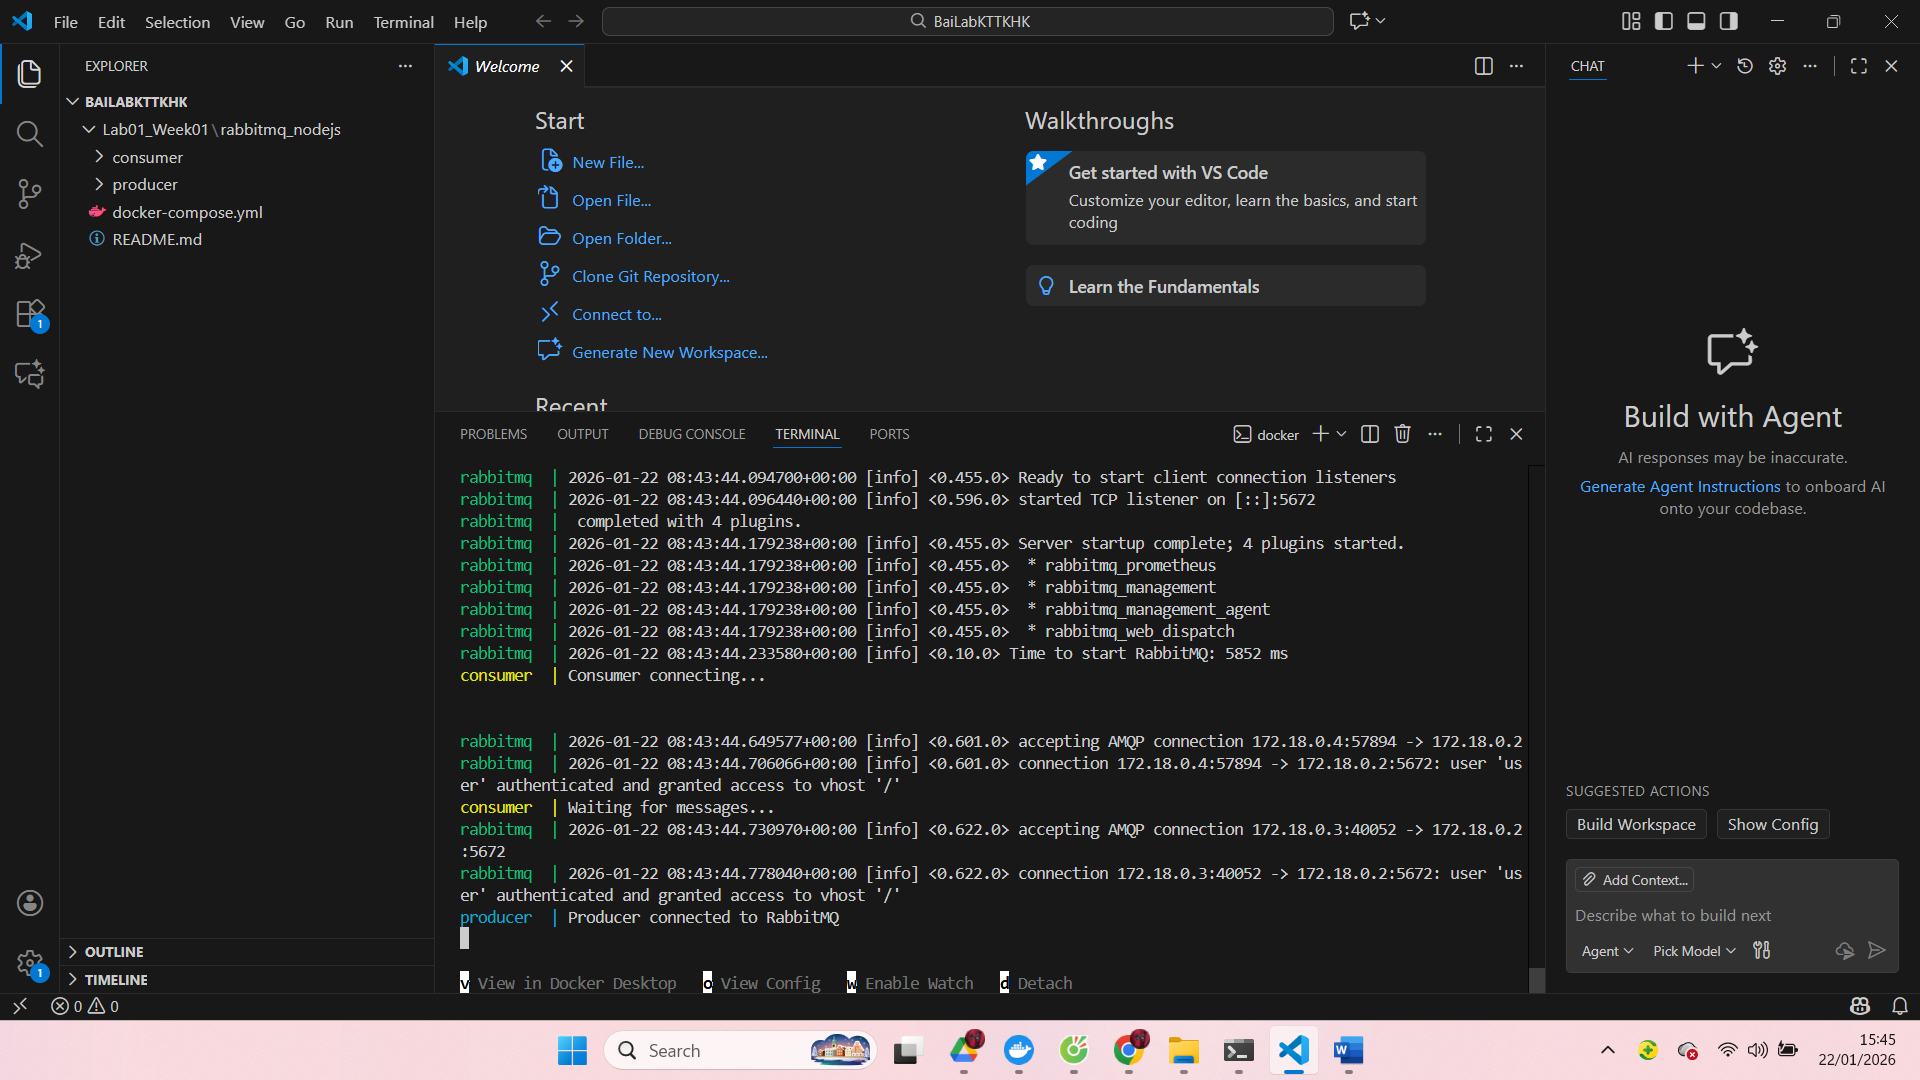 File Edit Selection View Go Run Terminal Help
BaiLabKTTKHK
EXPLORER
BAILABKTTKHK
Lab01_Week01\rabbitmq_nodejs
consumer
producer
docker-compose.yml
README.md
OUTLINE
TIMELINE
1
1
0 0
Welcome
Start
New File...
Open File...
Open Folder...
Clone Git Repository...
Connect to...
Generate New Workspace...
Recent
Walkthroughs
Get started with VS Code
Customize your editor, learn the basics, and start
coding
Learn the Fundamentals
PROBLEMS OUTPUT DEBUG CONSOLE TERMINAL PORTS
docker
rabbitmq | 2026-01-22 08:43:44.094700+00:00 [info] <0.455.0> Ready to start client connection listeners
rabbitmq | 2026-01-22 08:43:44.096440+00:00 [info] <0.596.0> started TCP listener on [::]:5672
rabbitmq | completed with 4 plugins.
rabbitmq | 2026-01-22 08:43:44.179238+00:00 [info] <0.455.0> Server startup complete; 4 plugins started.
rabbitmq | 2026-01-22 08:43:44.179238+00:00 [info] <0.455.0> * rabbitmq_prometheus
rabbitmq | 2026-01-22 08:43:44.179238+00:00 [info] <0.455.0> * rabbitmq_management
rabbitmq | 2026-01-22 08:43:44.179238+00:00 [info] <0.455.0> * rabbitmq_management_agent
rabbitmq | 2026-01-22 08:43:44.179238+00:00 [info] <0.455.0> * rabbitmq_web_dispatch
rabbitmq | 2026-01-22 08:43:44.233580+00:00 [info] <0.10.0> Time to start RabbitMQ: 5852 ms
consumer | Consumer connecting...
rabbitmq | 2026-01-22 08:43:44.649577+00:00 [info] <0.601.0> accepting AMQP connection 172.18.0.4:57894 -> 172.18.0.2
rabbitmq | 2026-01-22 08:43:44.706066+00:00 [info] <0.601.0> connection 172.18.0.4:57894 -> 172.18.0.2:5672: user 'us
er' authenticated and granted access to vhost '/'
consumer | Waiting for messages...
rabbitmq | 2026-01-22 08:43:44.730970+00:00 [info] <0.622.0> accepting AMQP connection 172.18.0.3:40052 -> 172.18.0.2
:5672
rabbitmq | 2026-01-22 08:43:44.778040+00:00 [info] <0.622.0> connection 172.18.0.3:40052 -> 172.18.0.2:5672: user 'us
er' authenticated and granted access to vhost '/'
producer | Producer connected to RabbitMQ
v View in Docker Desktop o View Config w Enable Watch d Detach
CHAT
Build with Agent
AI responses may be inaccurate.
Generate Agent Instructions to onboard AI
onto your codebase.
SUGGESTED ACTIONS
Build Workspace Show Config
Add Context...
Describe what to build next
Agent Pick Model
Search
W
15:45
22/01/2026